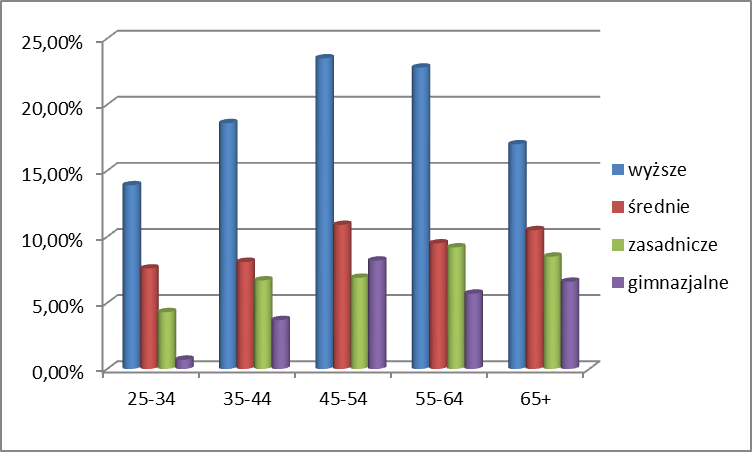 25,00%
20,00%
15,00%
10,00%
5,00%
0,00%
25-34 35-44 45-54 55-64 65+
wyższe
średnie
zasadnicze
gimnazjalne